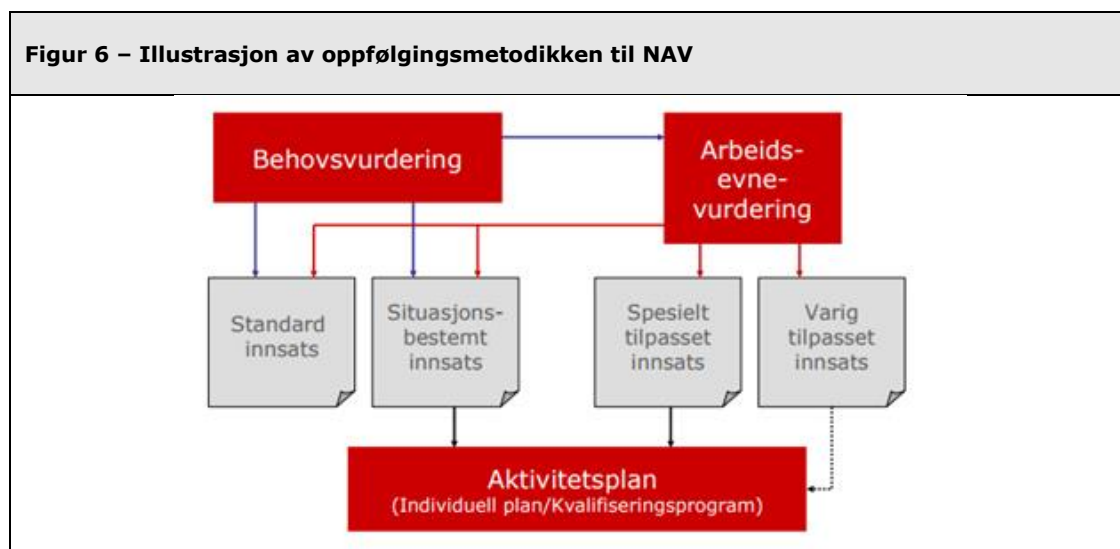 Figur 6 – Illustrasjon av oppfølgingsmetodikken til NAV
Behovsvurdering
Arbeids-
evne-
vurdering
Standard
innsats
Situasjons-
bestemt
innsats
Spesielt
tilpasset
innsats
Varig
tilpasset
innsats
Aktivitetsplan
(Individuell plan/Kvalifiseringsprogram)